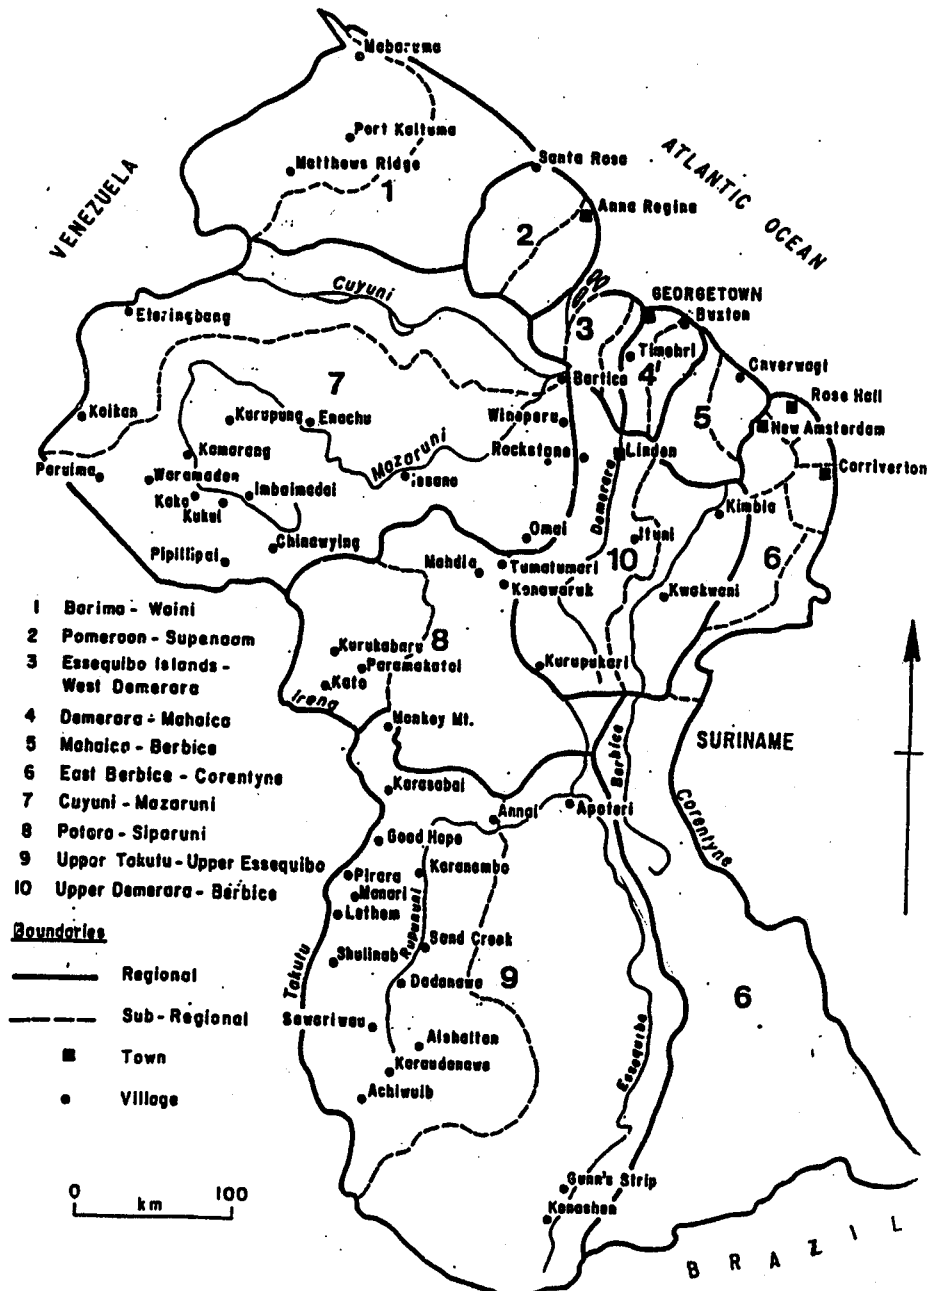 Mabaruma
Port Kaituma
Matthews Ridge
1
Santa Rosa
ATLANTIC OCEAN
VENEZUELA
Anna Regina
2
Cuyuni
GEORGETOWN
Buxton
Eteringbang
3
Timehri
4
Cnverwagt
7
Bartica
Rose Hall
Kaikan
Kurupung
Enachu
Wineperu
5
New Amsterdam
Kamarang
Mazaruni
Rockstone
Linden
Corriverton
Paruima
Waramadan
Issano
Demerara
Kako
Imbaimadai
Kukui
Kimbia
Omai
Chinawying
Ituni
Pipillipai
Mahdia
Tumatumari
10
6
Konawaruk
Kwakwani
Kurukabaru
8
Paramakatoi
Kurupukari
Kato
Ireng
Monkey Mt.
Berbice
SURINAME
Karasabai
Annai
Apoteri
Corentyne
Good Hope
Pirara
Karanambo
Manari
Lethem
Rupununi
Sand Creek
Shulinab
Takutu
Dadanawa
9
6
Sawariwau
Aishalton
Karaudanawa
Essequibo
Achiwuib
Gunn's Strip
Konashen
BRAZIL
1 Barima - Waini
2 Pomeroon - Supenaam
3 Essequibo Islands -
West Demerara
4 Demerara - Mahaica
5 Mahaica - Berbice
6 East Berbice - Corentyne
7 Cuyuni - Mazaruni
8 Potaro - Siparuni
9 Uppor Takutu - Upper Essequibo
10 Upper Demerara - Berbice
Boundaries
Regional
Sub - Regional
Town
Village
0 100
km